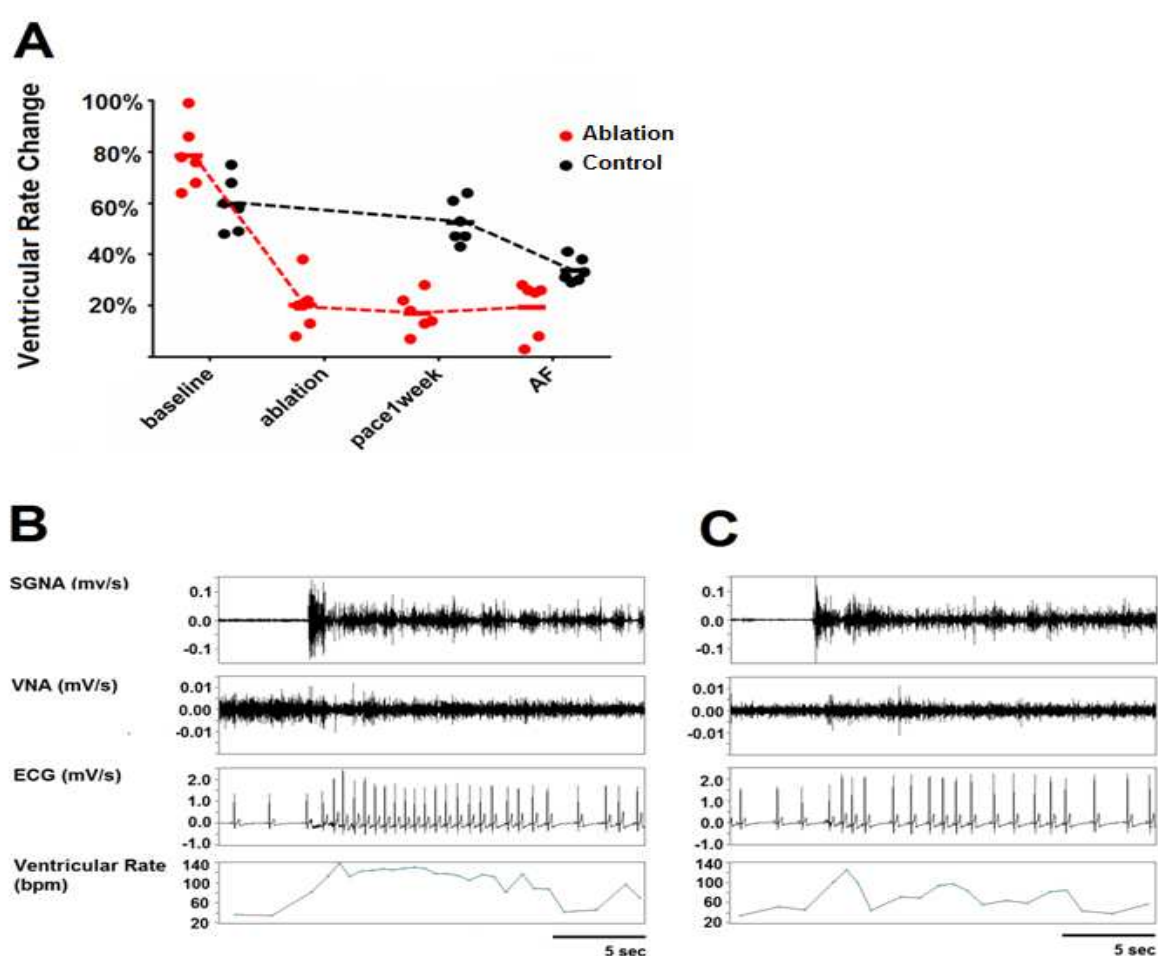 A
Ventricular Rate Change
100%
80%
60%
40%
20%
Ablation
Control
baseline
ablation
pace1week
AF
B
C
SGNA (mv/s)
0.1
0.0
-0.1
0.1
0.0
-0.1
VNA (mV/s)
0.01
0.00
-0.01
0.01
0.00
-0.01
ECG (mV/s)
2.0
1.0
0.0
-1.0
2.0
1.0
0.0
-1.0
Ventricular Rate
(bpm)
140
100
60
20
140
100
60
20
5 sec
5 sec